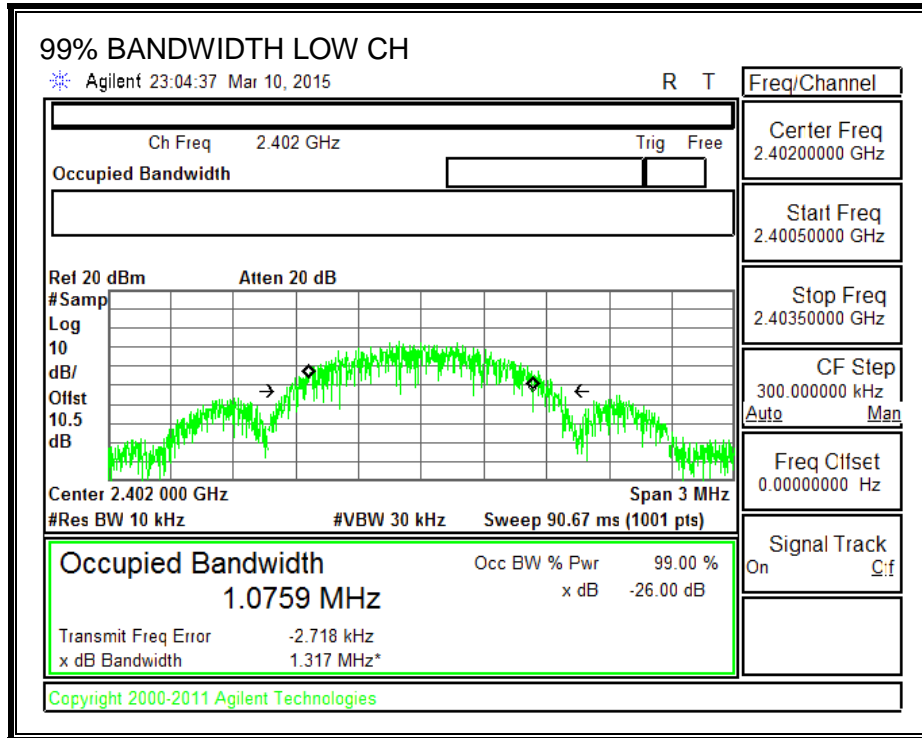 99% BANDWIDTH LOW CH
Agilent 23:04:37 Mar 10, 2015 R T
Freq/Channel
Ch Freq 2.402 GHz Trig Free
Occupied Bandwidth
Center Freq
2.40200000 GHz
Start Freq
2.40050000 GHz
Stop Freq
2.40350000 GHz
CF Step
300.000000 kHz
Auto Man
Freq Offset
0.00000000 Hz
Signal Track
On Off
Ref 20 dBm Atten 20 dB
#Samp
Log
10
dB/
Offst
10.5
dB
Center 2.402 000 GHz Span 3 MHz
#Res BW 10 kHz #VBW 30 kHz Sweep 90.67 ms (1001 pts)
Occupied Bandwidth
1.0759 MHz
Occ BW % Pwr 99.00 %
x dB -26.00 dB
Transmit Freq Error -2.718 kHz
x dB Bandwidth 1.317 MHz*
Copyright 2000-2011 Agilent Technologies